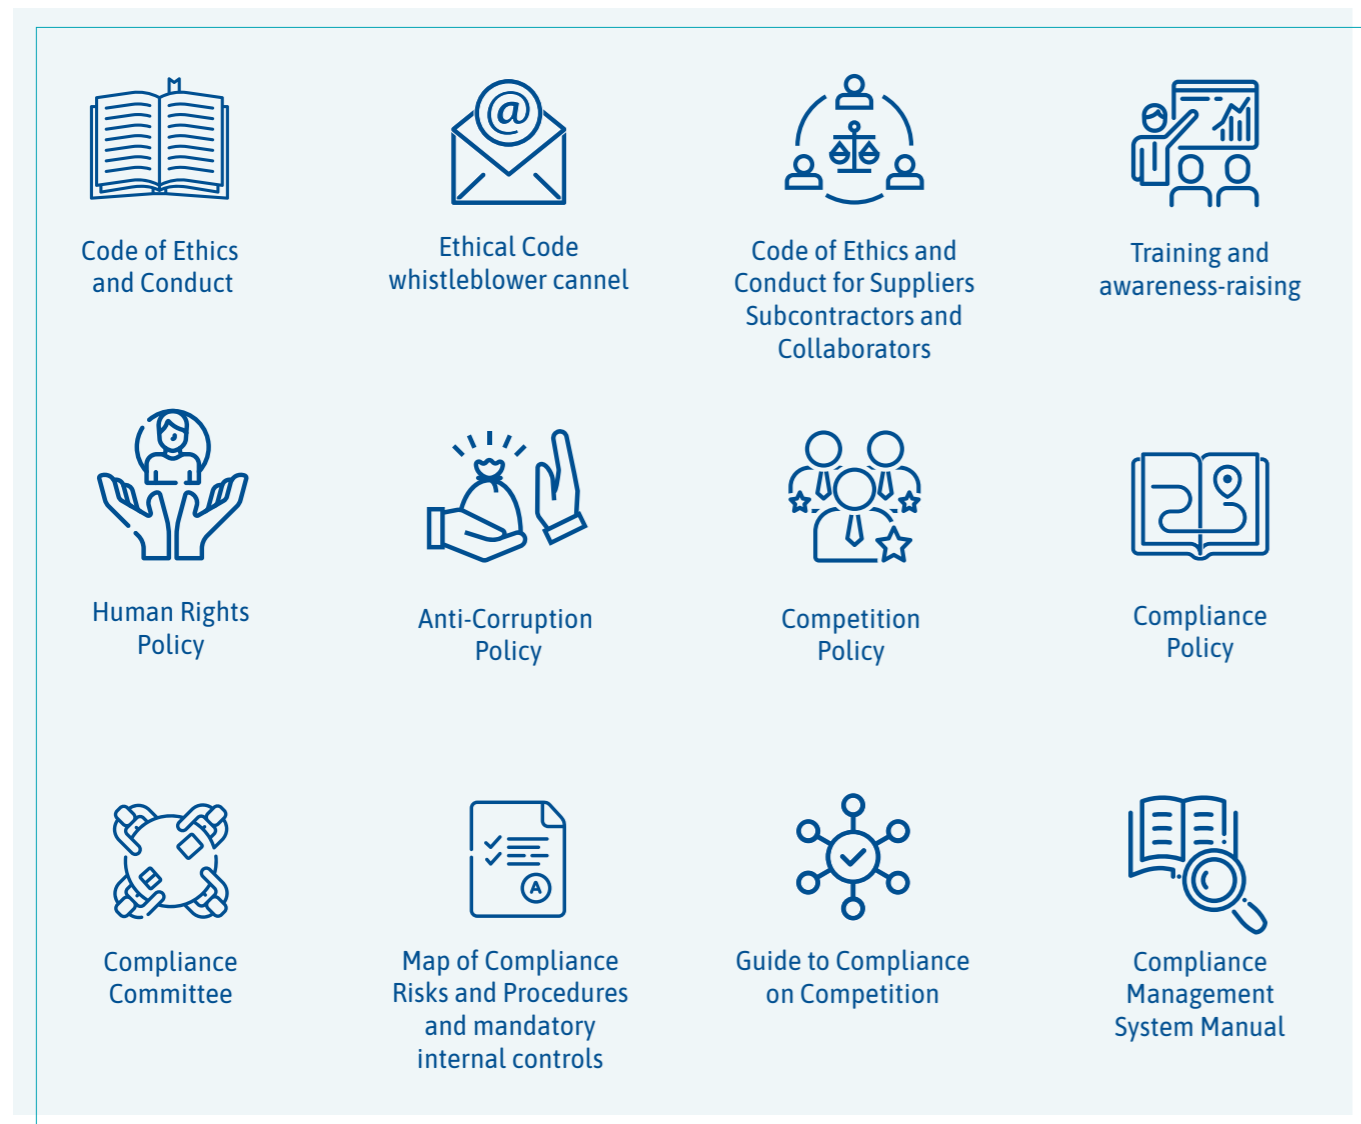 Code of Ethics
and Conduct
Ethical Code
whistleblower cannel
Code of Ethics and
Conduct for Suppliers
Subcontractors and
Collaborators
Training and
awareness-raising
Human Rights
Policy
Anti-Corruption
Policy
Competition
Policy
Compliance
Policy
Compliance
Committee
Map of Compliance
Risks and Procedures
and mandatory
internal controls
Guide to Compliance
on Competition
Compliance
Management
System Manual